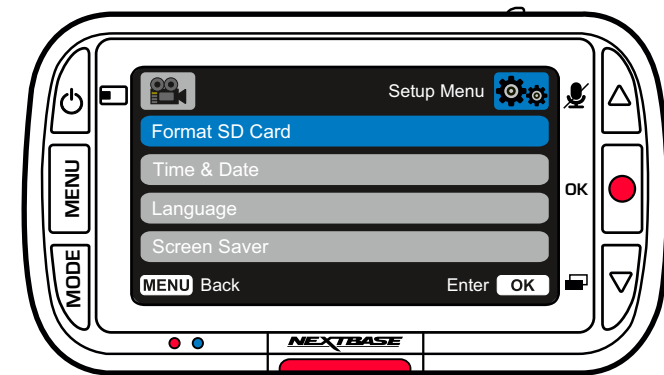 Setup Menu
Format SD Card
Time & Date
Language
Screen Saver
MENU Back
Enter OK
MENU
MODE
OK
NEXTBASE